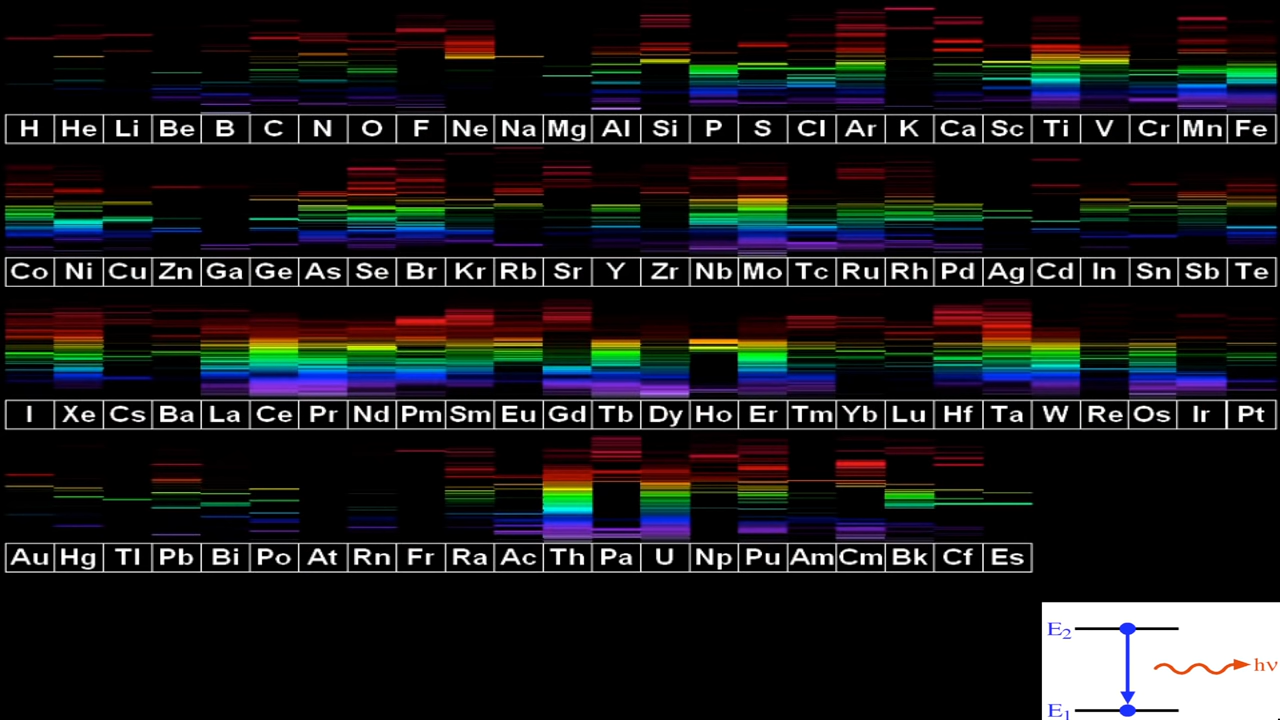 H He Li Be B C N O F Ne Na Mg Al Si P S Cl Ar K Ca Sc Ti V Cr Mn Fe
Co Ni Cu Zn Ga Ge As Se Br Kr Rb Sr Y Zr Nb Mo Tc Ru Rh Pd Ag Cd In Sn Sb Te
I Xe Cs Ba La Ce Pr Nd Pm Sm Eu Gd Tb Dy Ho Er Tm Yb Lu Hf Ta W Re Os Ir Pt
Au Hg Tl Pb Bi Po At Rn Fr Ra Ac Th Pa U Np Pu Am Cm Bk Cf Es
E₂
hν
E₁